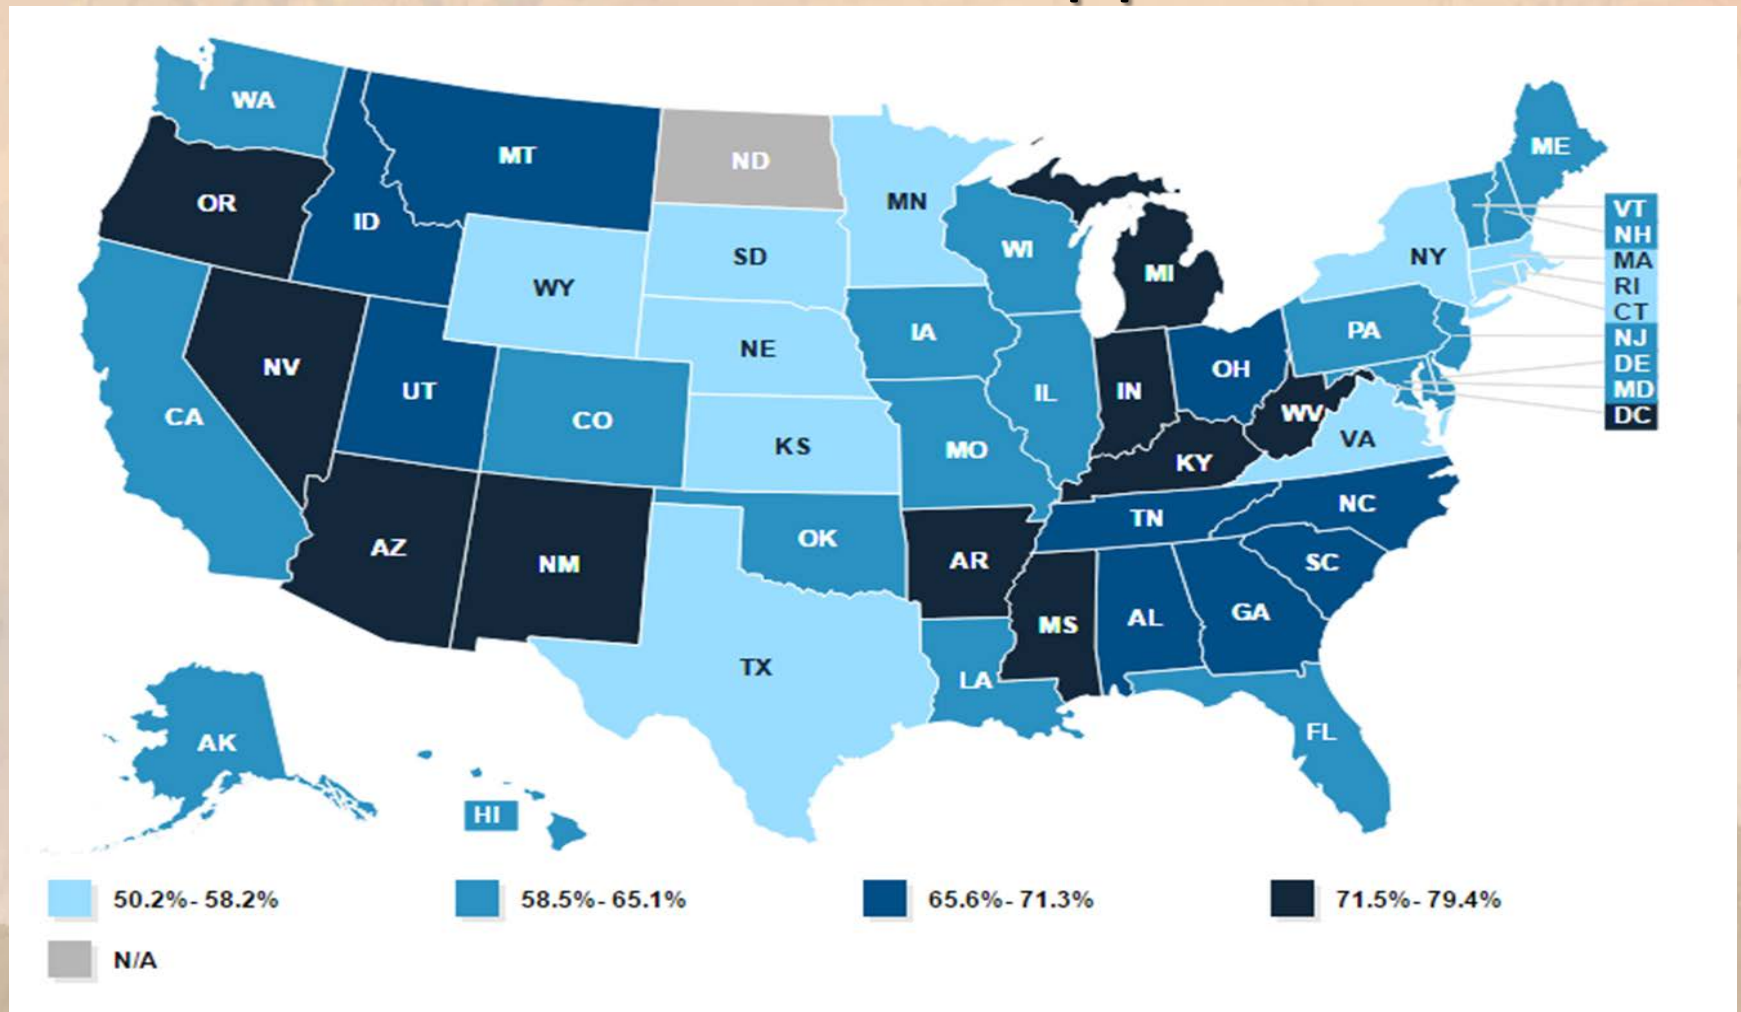 WA
MT
ND
MN
ME
OR
ID
WI
VT
NH
SD
NY
MA
WY
MI
RI
CT
IA
PA
NJ
NE
OH
DE
NV
UT
IL
IN
MD
CA
CO
WV
DC
KS
MO
VA
KY
NC
TN
OK
AZ
NM
AR
SC
MS
AL
GA
TX
LA
FL
AK
HI
50.2%- 58.2%
58.5%- 65.1%
65.6%- 71.3%
71.5%- 79.4%
N/A